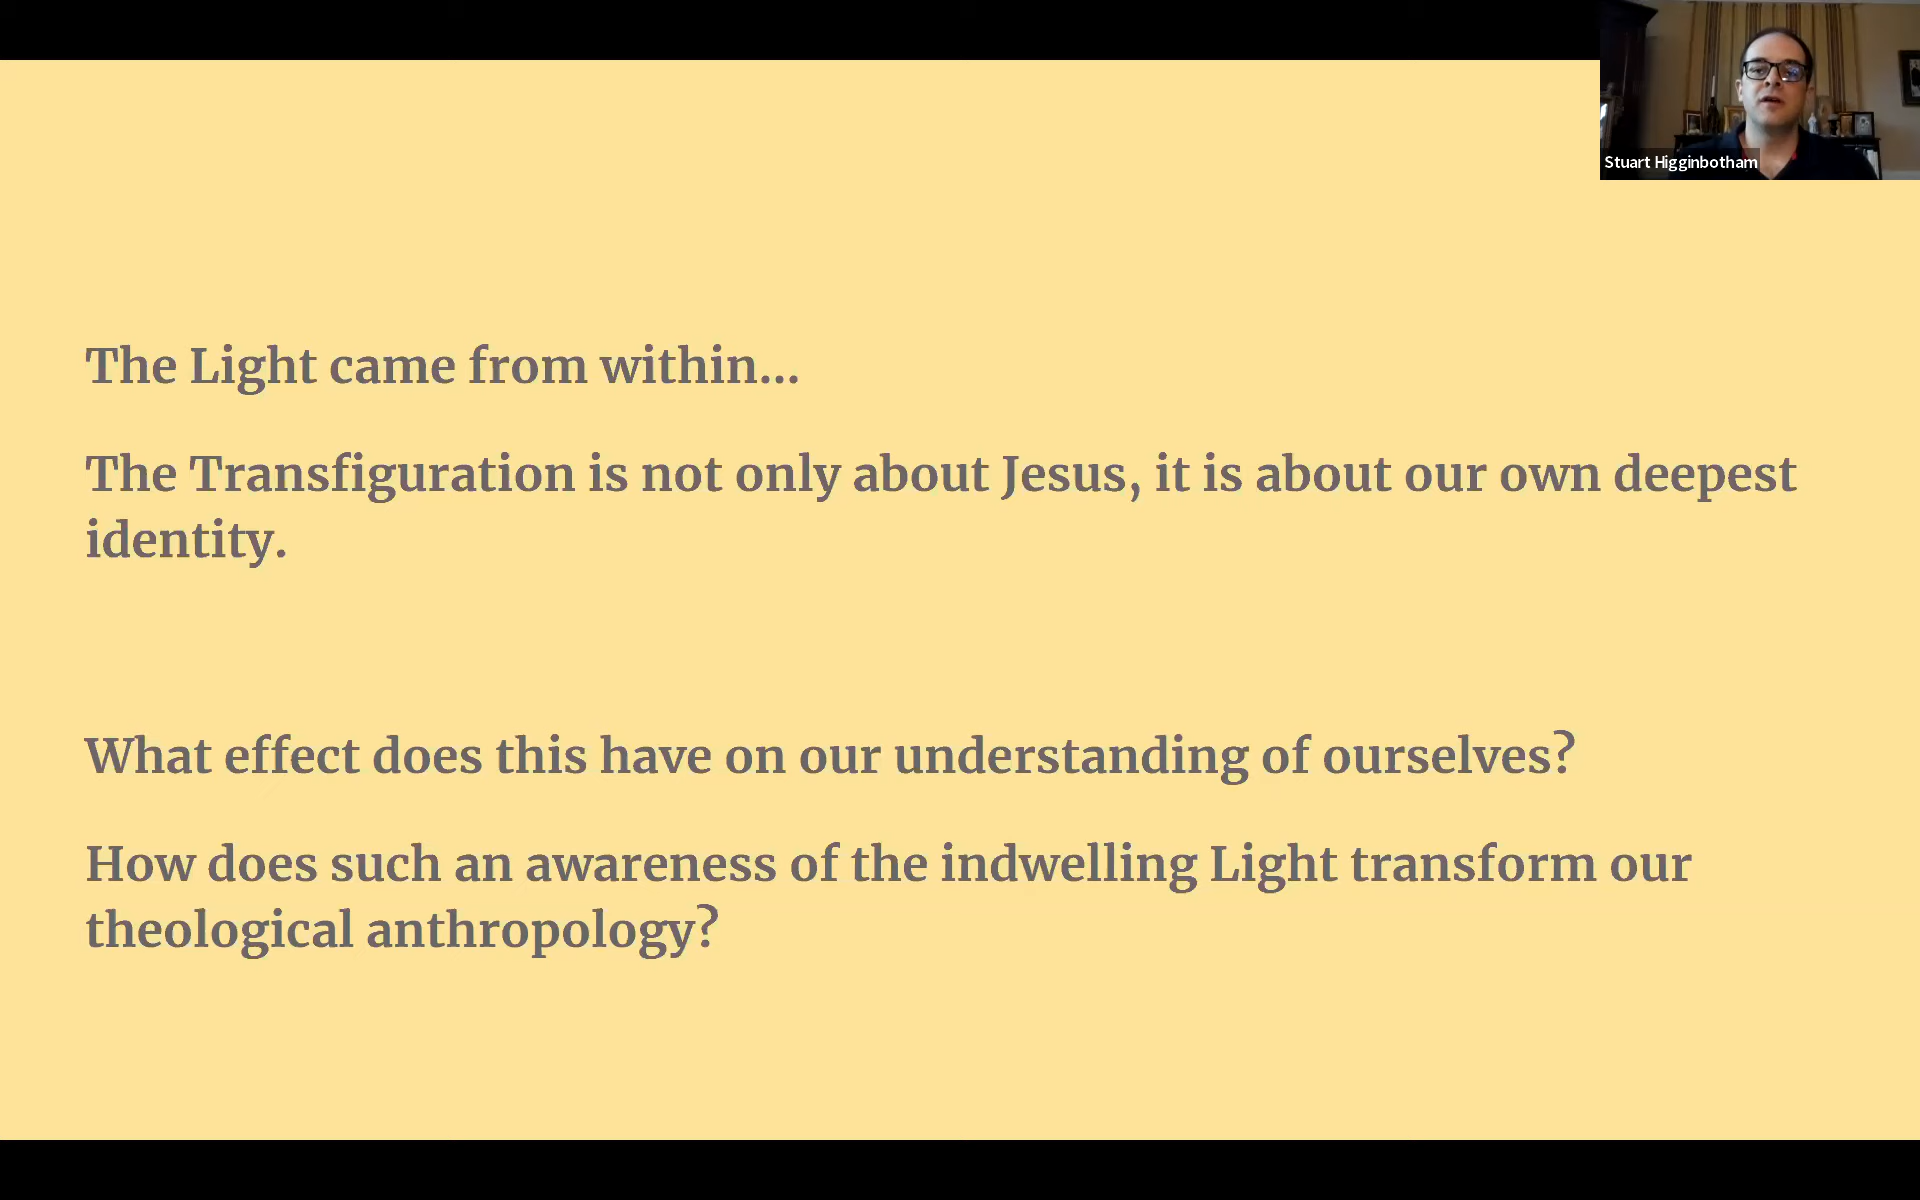 Stuart Higginbotham
The Light came from within...
The Transfiguration is not only about Jesus, it is about our own deepest
identity.
What effect does this have on our understanding of ourselves?
How does such an awareness of the indwelling Light transform our
theological anthropology?